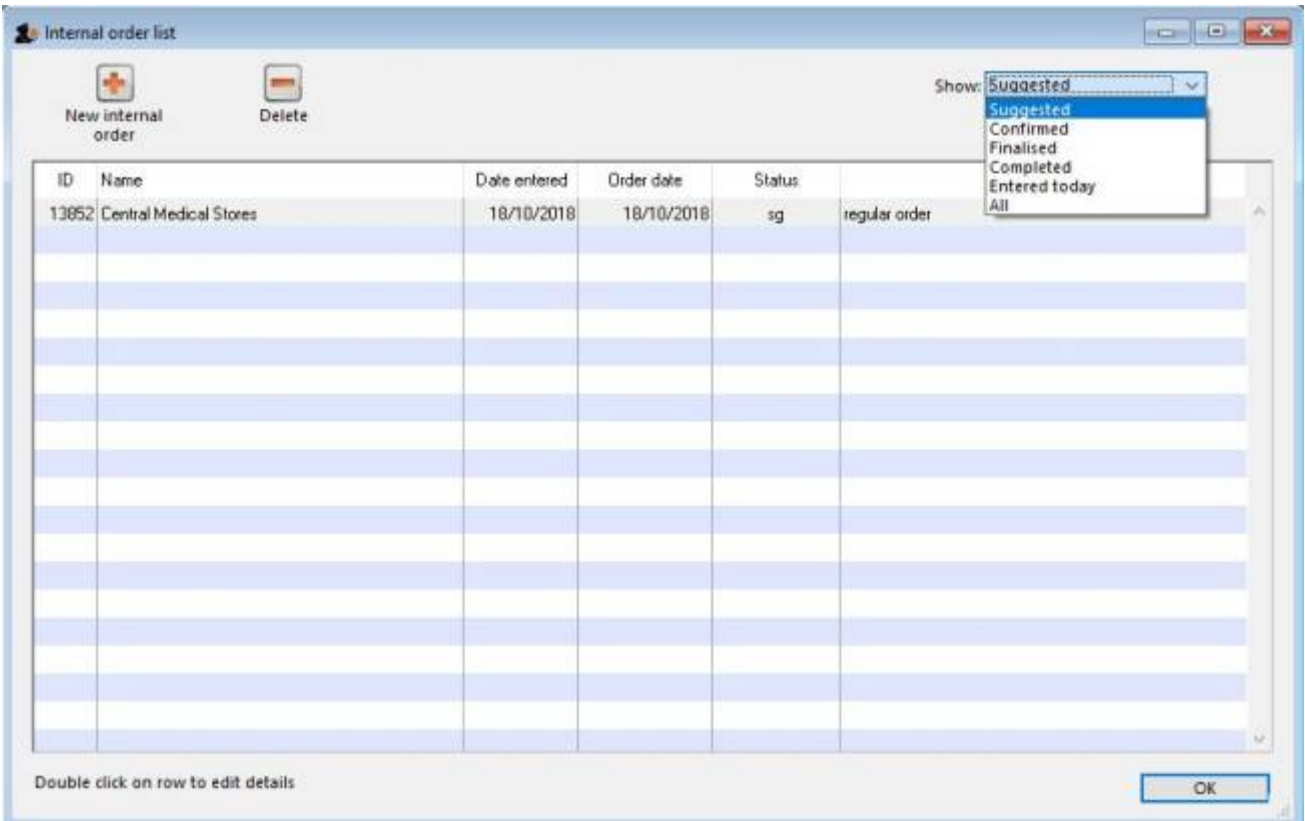 Internal order list
New internal
order
Delete
Show: Suggested
Suggested
Confirmed
Finalised
Completed
Entered today
All
ID Name Date entered Order date Status
13852 Central Medical Stores 18/10/2018 18/10/2018 sg regular order
Double click on row to edit details
OK